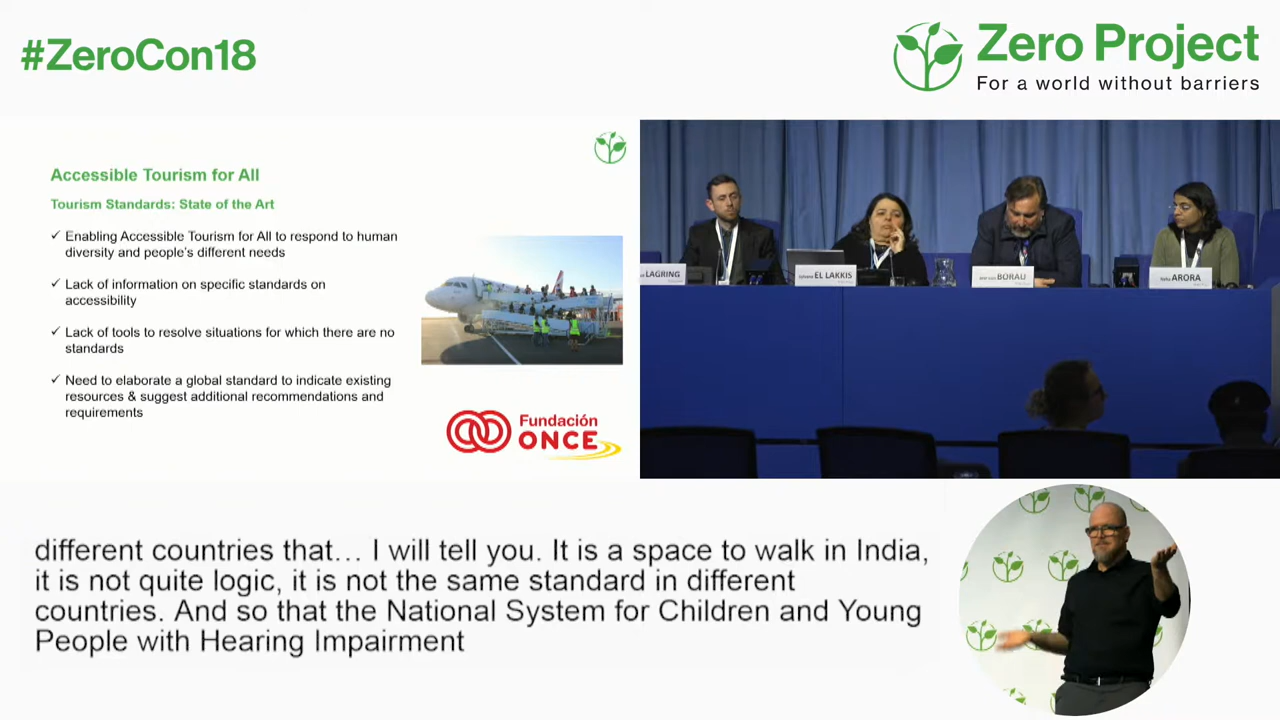 #ZeroCon18
Zero Project
For a world without barriers
Accessible Tourism for All
Tourism Standards: State of the Art
✓ Enabling Accessible Tourism for All to respond to human
diversity and people's different needs
✓ Lack of information on specific standards on
accessibility
✓ Lack of tools to resolve situations for which there are no
standards
✓ Need to elaborate a global standard to indicate existing
resources & suggest additional recommendations and
requirements
Fundación
ONCE
LAGRING
EL LAKKIS
BORAU
ARORA
different countries that... I will tell you. It is a space to walk in India,
it is not quite logic, it is not the same standard in different
countries. And so that the National System for Children and Young
People with Hearing Impairment